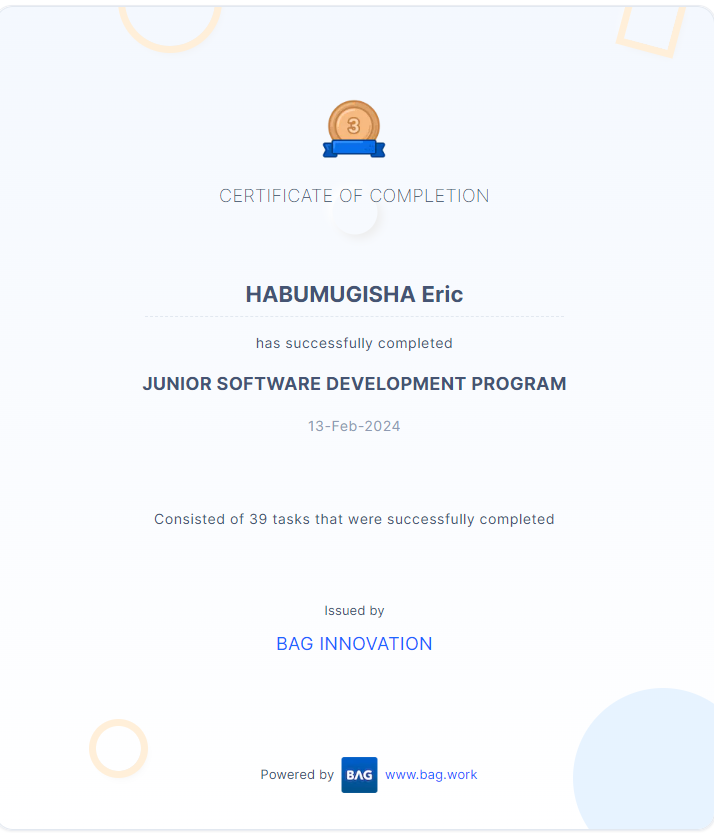 3
CERTIFICATE OF COMPLETION
HABUMUGISHA Eric
has successfully completed
JUNIOR SOFTWARE DEVELOPMENT PROGRAM
13-Feb-2024
Consisted of 39 tasks that were successfully completed
Issued by
BAG INNOVATION
Powered by BAG www.bag.work